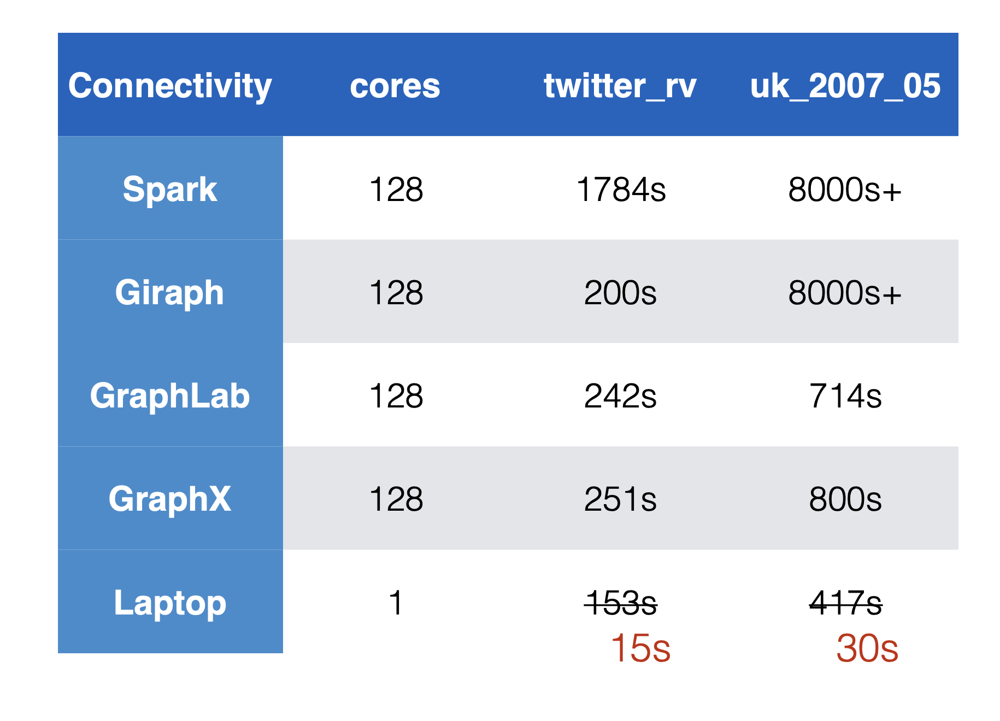 Connectivity cores twitter_rv uk_2007_05
Spark 128 1784s 8000s+
Giraph 128 200s 8000s+
GraphLab 128 242s 714s
GraphX 128 251s 800s
Laptop 1 153s 417s
15s 30s